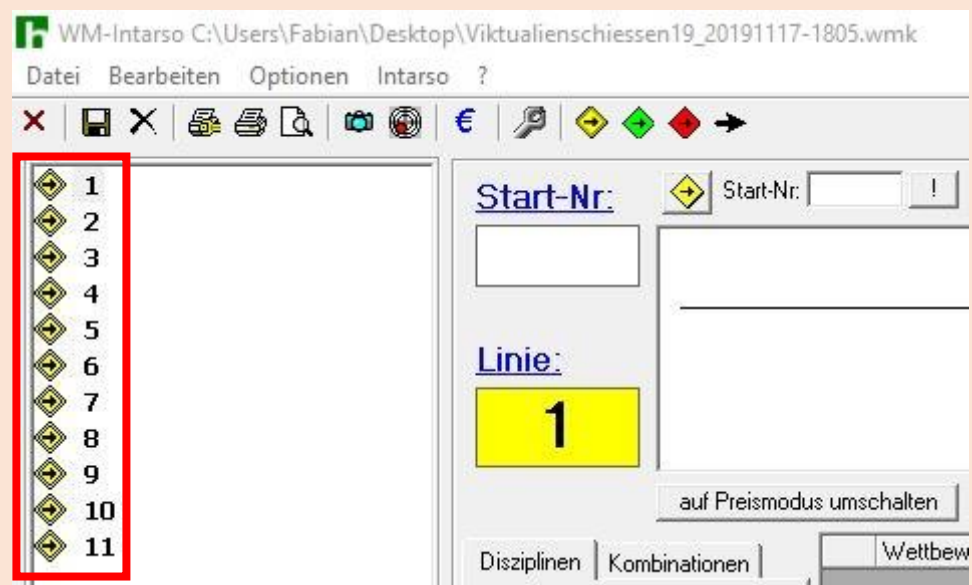 WM-Intarso C:\Users\Fabian\Desktop\Viktualienschiessen19_20191117-1805.wmk
Datei Bearbeiten Optionen Intarso ?
€
1
2
3
4
5
6
7
8
9
10
11
Start-Nr:
Start-Nr: !
Linie:
1
auf Preismodus umschalten
Disziplinen Kombinationen Wettbew